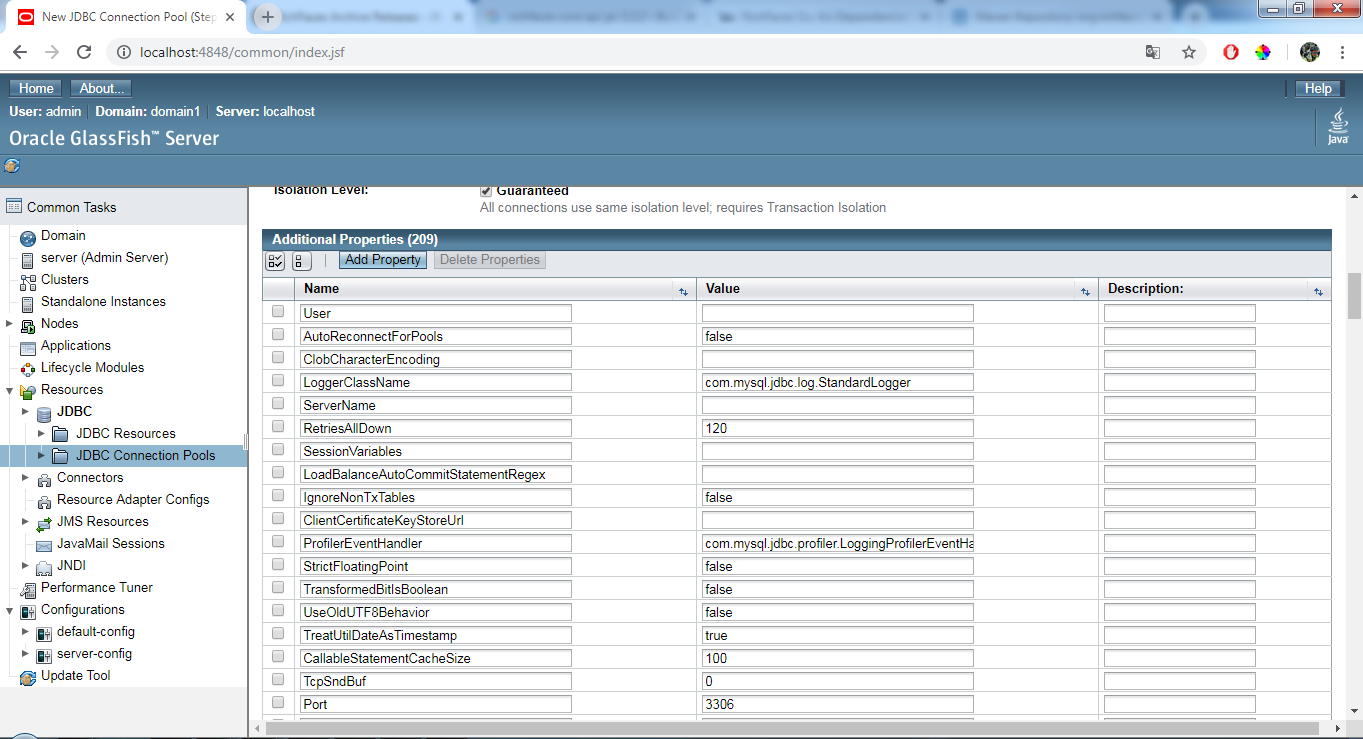 New JDBC Connection Pool (Step
localhost:4848/common/index.jsf
Home About... Help
User: admin Domain: domain1 Server: localhost
Oracle GlassFish™ Server
Java
Common Tasks
Domain
server (Admin Server)
Clusters
Standalone Instances
Nodes
Applications
Lifecycle Modules
Resources
JDBC
JDBC Resources
JDBC Connection Pools
Connectors
Resource Adapter Configs
JMS Resources
JavaMail Sessions
JNDI
Performance Tuner
Configurations
default-config
server-config
Update Tool
Isolation Level: Guaranteed
All connections use same isolation level; requires Transaction Isolation
Additional Properties (209)
Add Property Delete Properties
Name Value Description:
User
AutoReconnectForPools false
ClobCharacterEncoding
LoggerClassName com.mysql.jdbc.log.StandardLogger
ServerName
RetriesAllDown 120
SessionVariables
LoadBalanceAutoCommitStatementRegex
IgnoreNonTxTables false
ClientCertificateKeyStoreUrl
ProfilerEventHandler com.mysql.jdbc.profiler.LoggingProfilerEventHa
StrictFloatingPoint false
TransformedBitIsBoolean false
UseOldUTF8Behavior false
TreatUtilDateAsTimestamp true
CallableStatementCacheSize 100
TcpSndBuf 0
Port 3306